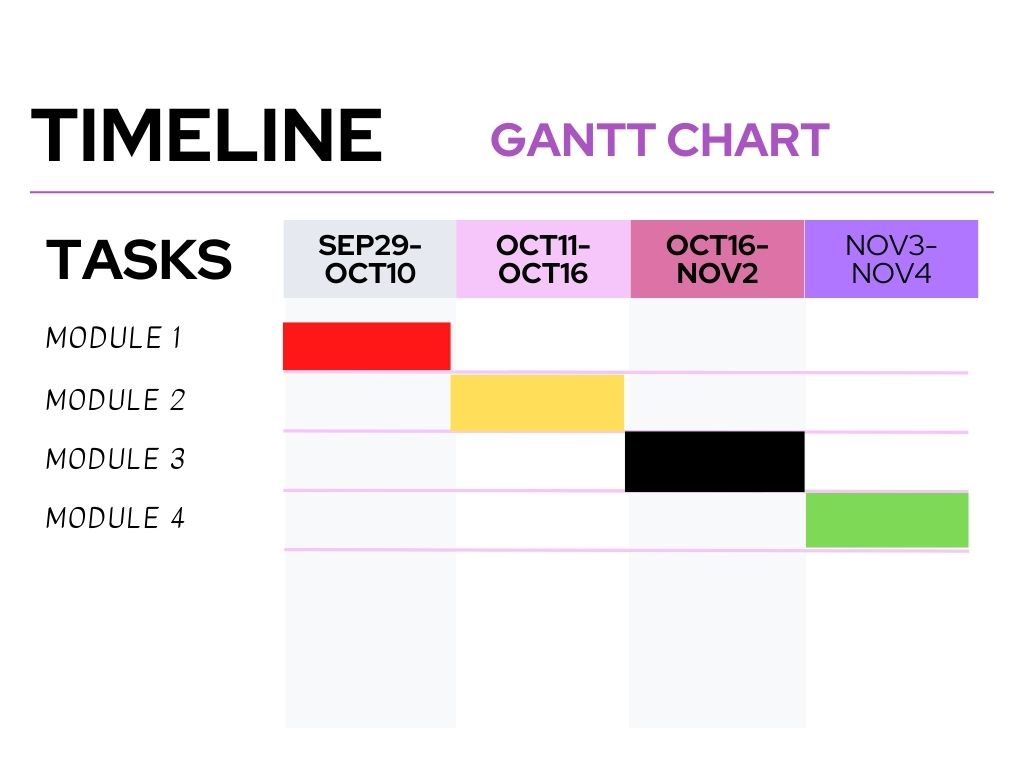 TIMELINE
GANTT CHART
TASKS
SEP29-
OCT10
OCT11-
OCT16
OCT16-
NOV2
NOV3-
NOV4
MODULE 1
MODULE 2
MODULE 3
MODULE 4